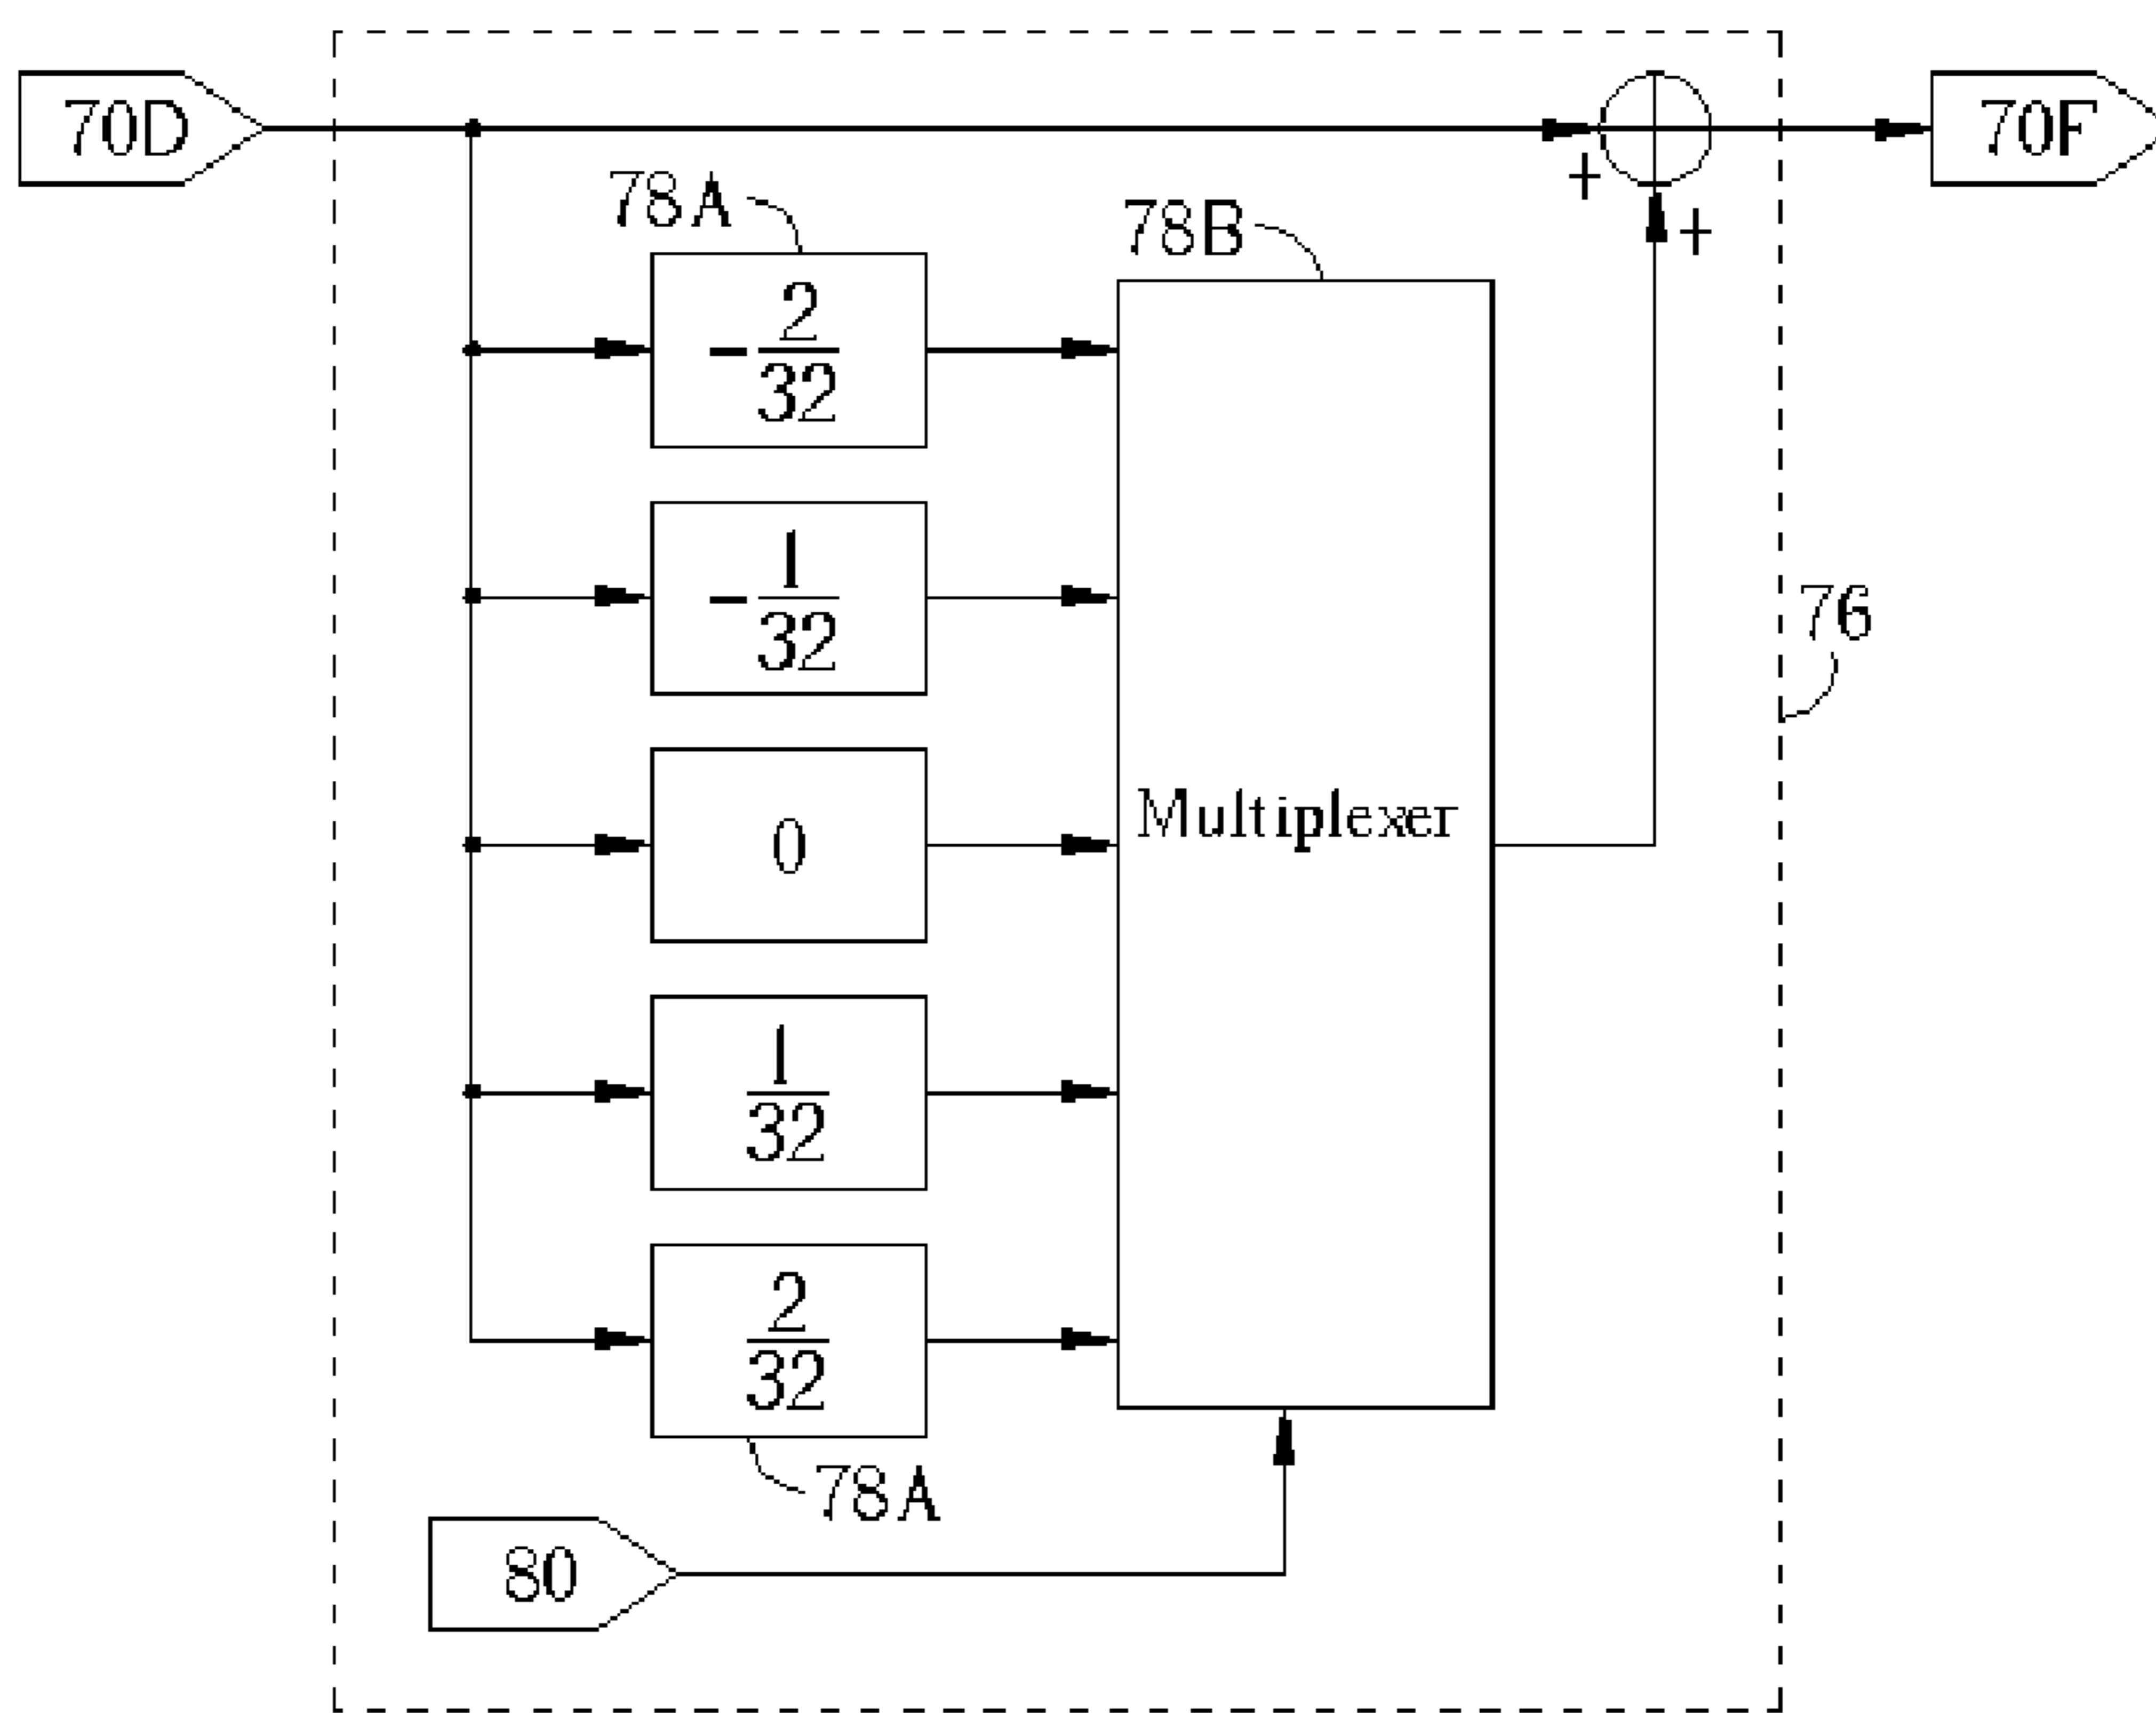 70D
70F
+
+
78A
78B
- 2/32
- 1/32
76
Multiplexer
0
1/32
2/32
78A
80